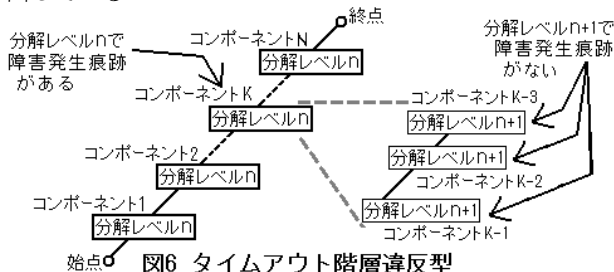 終点
分解レベルnで
障害発生痕跡
がある
コンポーネントN
分解レベルn
分解レベルn+1で
障害発生痕跡
がない
コンポーネントK
分解レベルn
コンポーネントK-3
分解レベルn+1
コンポーネント2
分解レベルn
分解レベルn+1
コンポーネントK-2
コンポーネント1
分解レベルn
分解レベルn+1
コンポーネントK-1
始点
図6 タイムアウト階層違反型